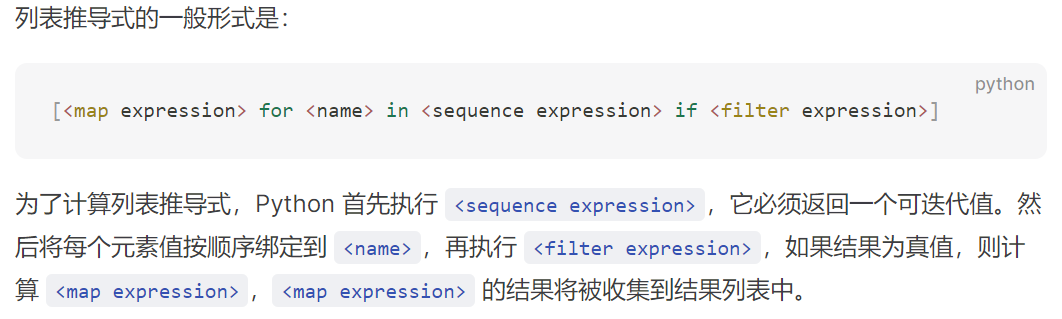 列表推导式的一般形式是：
python
[<map expression> for <name> in <sequence expression> if <filter expression>]
为了计算列表推导式，Python 首先执行 <sequence expression>，它必须返回一个可迭代值。然
后将每个元素值按顺序绑定到 <name>，再执行 <filter expression>，如果结果为真值，则计
算 <map expression>，<map expression> 的结果将被收集到结果列表中。